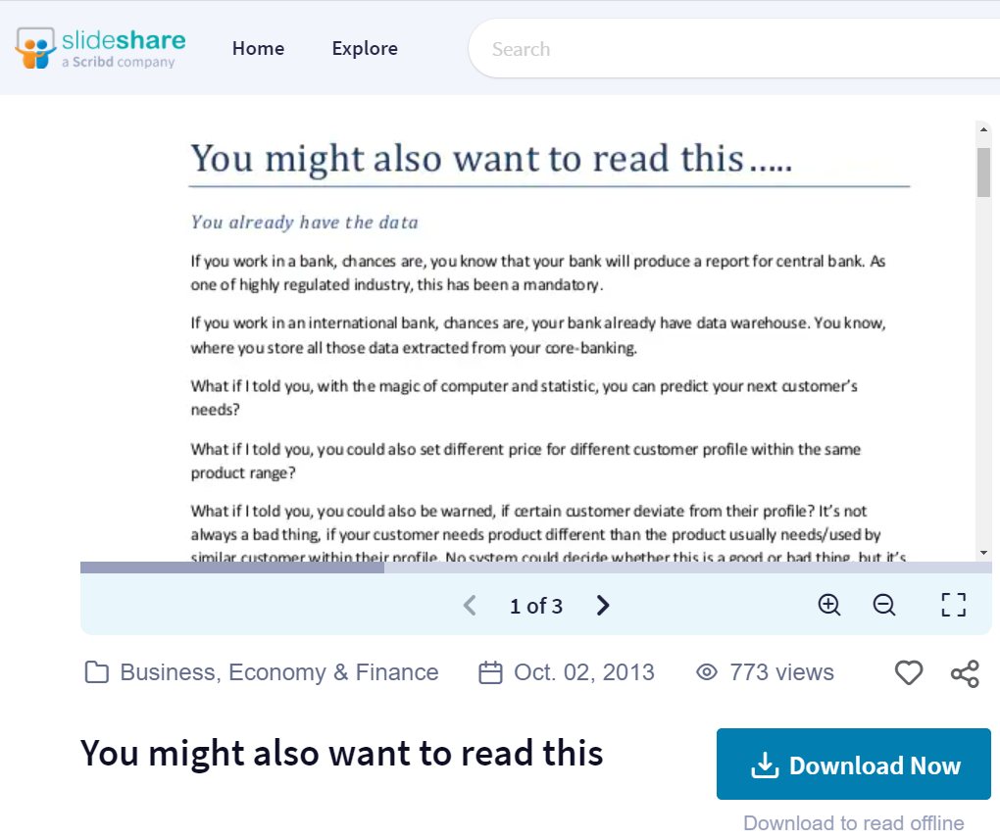 slideshare
a Scribd company
Home
Explore
Search
You might also want to read this.....
You already have the data
If you work in a bank, chances are, you know that your bank will produce a report for central bank. As
one of highly regulated industry, this has been a mandatory.
If you work in an international bank, chances are, your bank already have data warehouse. You know,
where you store all those data extracted from your core-banking.
What if I told you, with the magic of computer and statistic, you can predict your next customer's
needs?
What if I told you, you could also set different price for different customer profile within the same
product range?
What if I told you, you could also be warned, if certain customer deviate from their profile? It's not
always a bad thing, if your customer needs product different than the product usually needs/used by
similar customer within their profile. No system could decide whether this is a good or bad thing, but it's
1 of 3
Business, Economy & Finance
Oct. 02, 2013
773 views
You might also want to read this
Download Now
Download to read offline